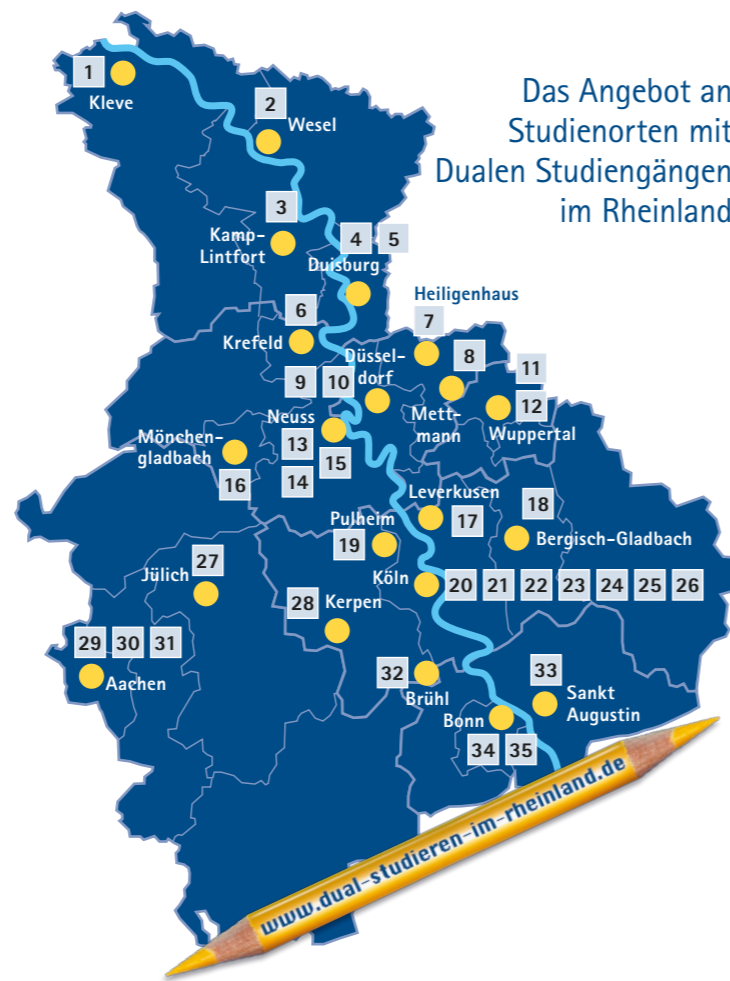 1
Kleve
2
Wesel
Das Angebot an
Studienorten mit
Dualen Studiengängen
im Rheinland
3
Kamp-
Lintfort
4 5
Duisburg
6
Krefeld
Heiligenhaus
7
8
Düssel-
dorf
9 10
Mett-
mann
11
12
Wuppertal
Neuss
13
14
15
Mönchen-
gladbach
16
Leverkusen
17
18
Bergisch-Gladbach
Pulheim
19
Köln
20 21 22 23 24 25 26
27
Jülich
28
Kerpen
29 30 31
Aachen
32
Brühl
33
Sankt
Augustin
Bonn
34 35
www.dual-studieren-im-rheinland.de